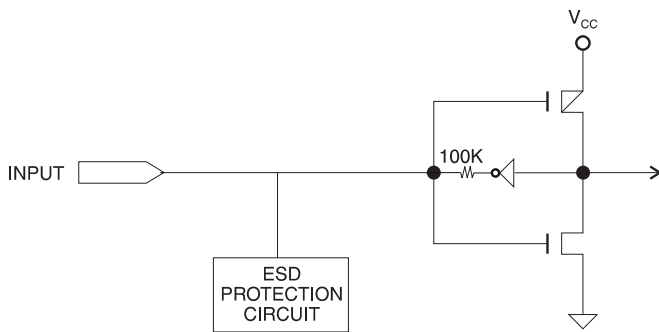 VCC
100K
INPUT
ESD
PROTECTION
CIRCUIT